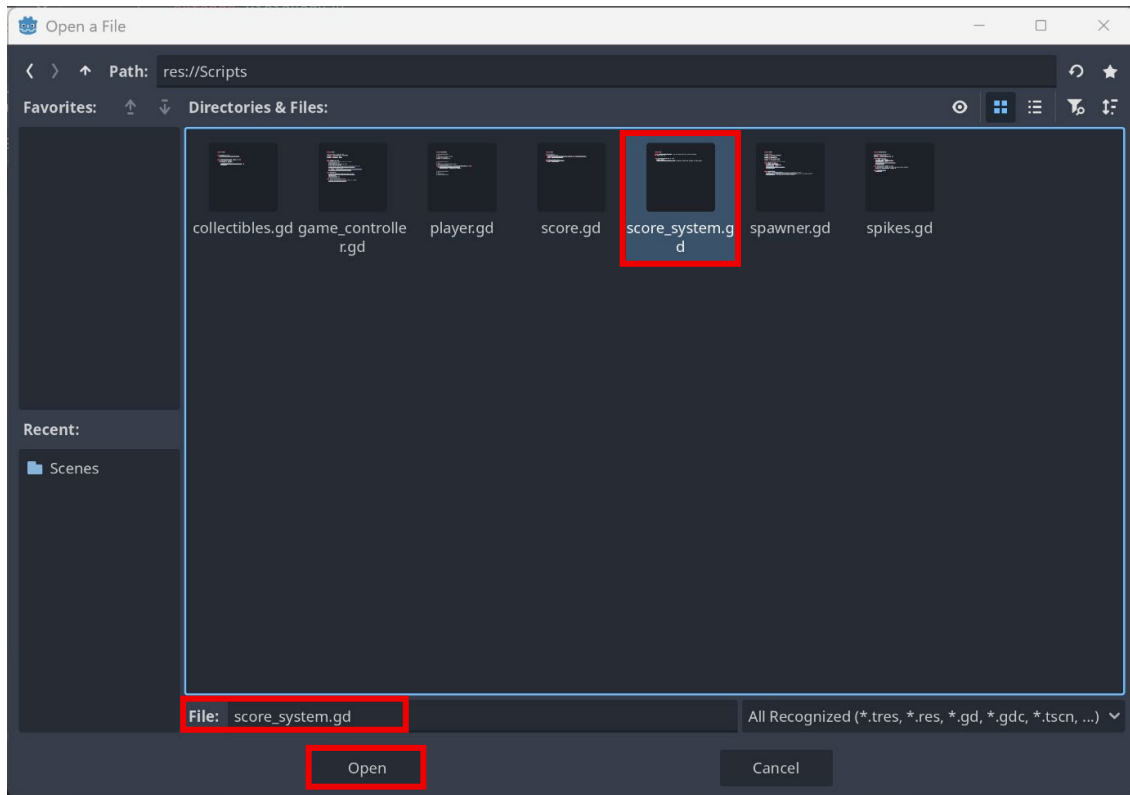 Open a File
Path: res://Scripts
Favorites: Directories & Files:
collectibles.gd game_controlle player.gd score.gd score_system.g spawner.gd spikes.gd
r.gd d
Recent:
Scenes
File: score_system.gd All Recognized (*.tres, *.res, *.gd, *.gdc, *.tscn, ...)
Open Cancel